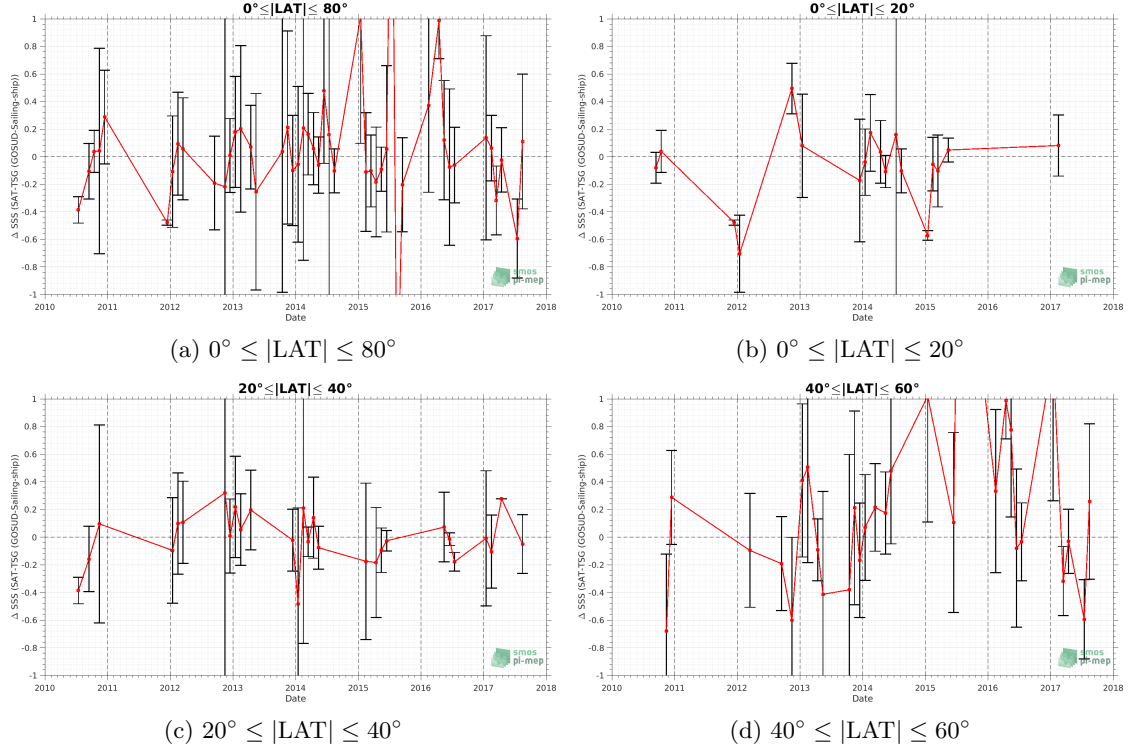 0°≤|LAT|≤ 80°
Δ SSS (SAT-TSG (GOSUD-Sailing-ship))
1
0.8
0.6
0.4
0.2
0
-0.2
-0.4
-0.6
-0.8
-1
2010 2011 2012 2013 2014 2015 2016 2017 2018
Date
smos
pi-mep
(a) 0° ≤ |LAT| ≤ 80°
0°≤|LAT|≤ 20°
Δ SSS (SAT-TSG (GOSUD-Sailing-ship))
1
0.8
0.6
0.4
0.2
0
-0.2
-0.4
-0.6
-0.8
-1
2010 2011 2012 2013 2014 2015 2016 2017 2018
Date
smos
pi-mep
(b) 0° ≤ |LAT| ≤ 20°
20°≤|LAT|≤ 40°
Δ SSS (SAT-TSG (GOSUD-Sailing-ship))
1
0.8
0.6
0.4
0.2
0
-0.2
-0.4
-0.6
-0.8
-1
2010 2011 2012 2013 2014 2015 2016 2017 2018
Date
smos
pi-mep
(c) 20° ≤ |LAT| ≤ 40°
40°≤|LAT|≤ 60°
Δ SSS (SAT-TSG (GOSUD-Sailing-ship))
1
0.8
0.6
0.4
0.2
0
-0.2
-0.4
-0.6
-0.8
-1
2010 2011 2012 2013 2014 2015 2016 2017 2018
Date
smos
pi-mep
(d) 40° ≤ |LAT| ≤ 60°